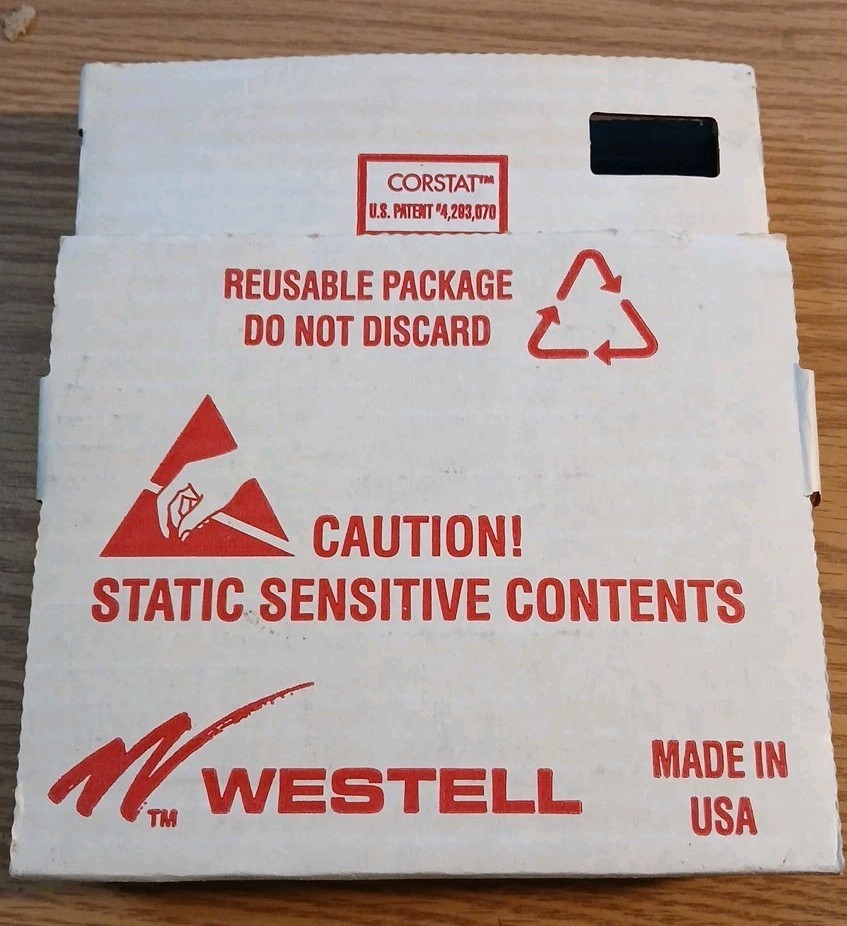 CORSTAT™
U.S. PATENT #4,293,070
REUSABLE PACKAGE
DO NOT DISCARD
CAUTION!
STATIC SENSITIVE CONTENTS
TM WESTELL
MADE IN
USA